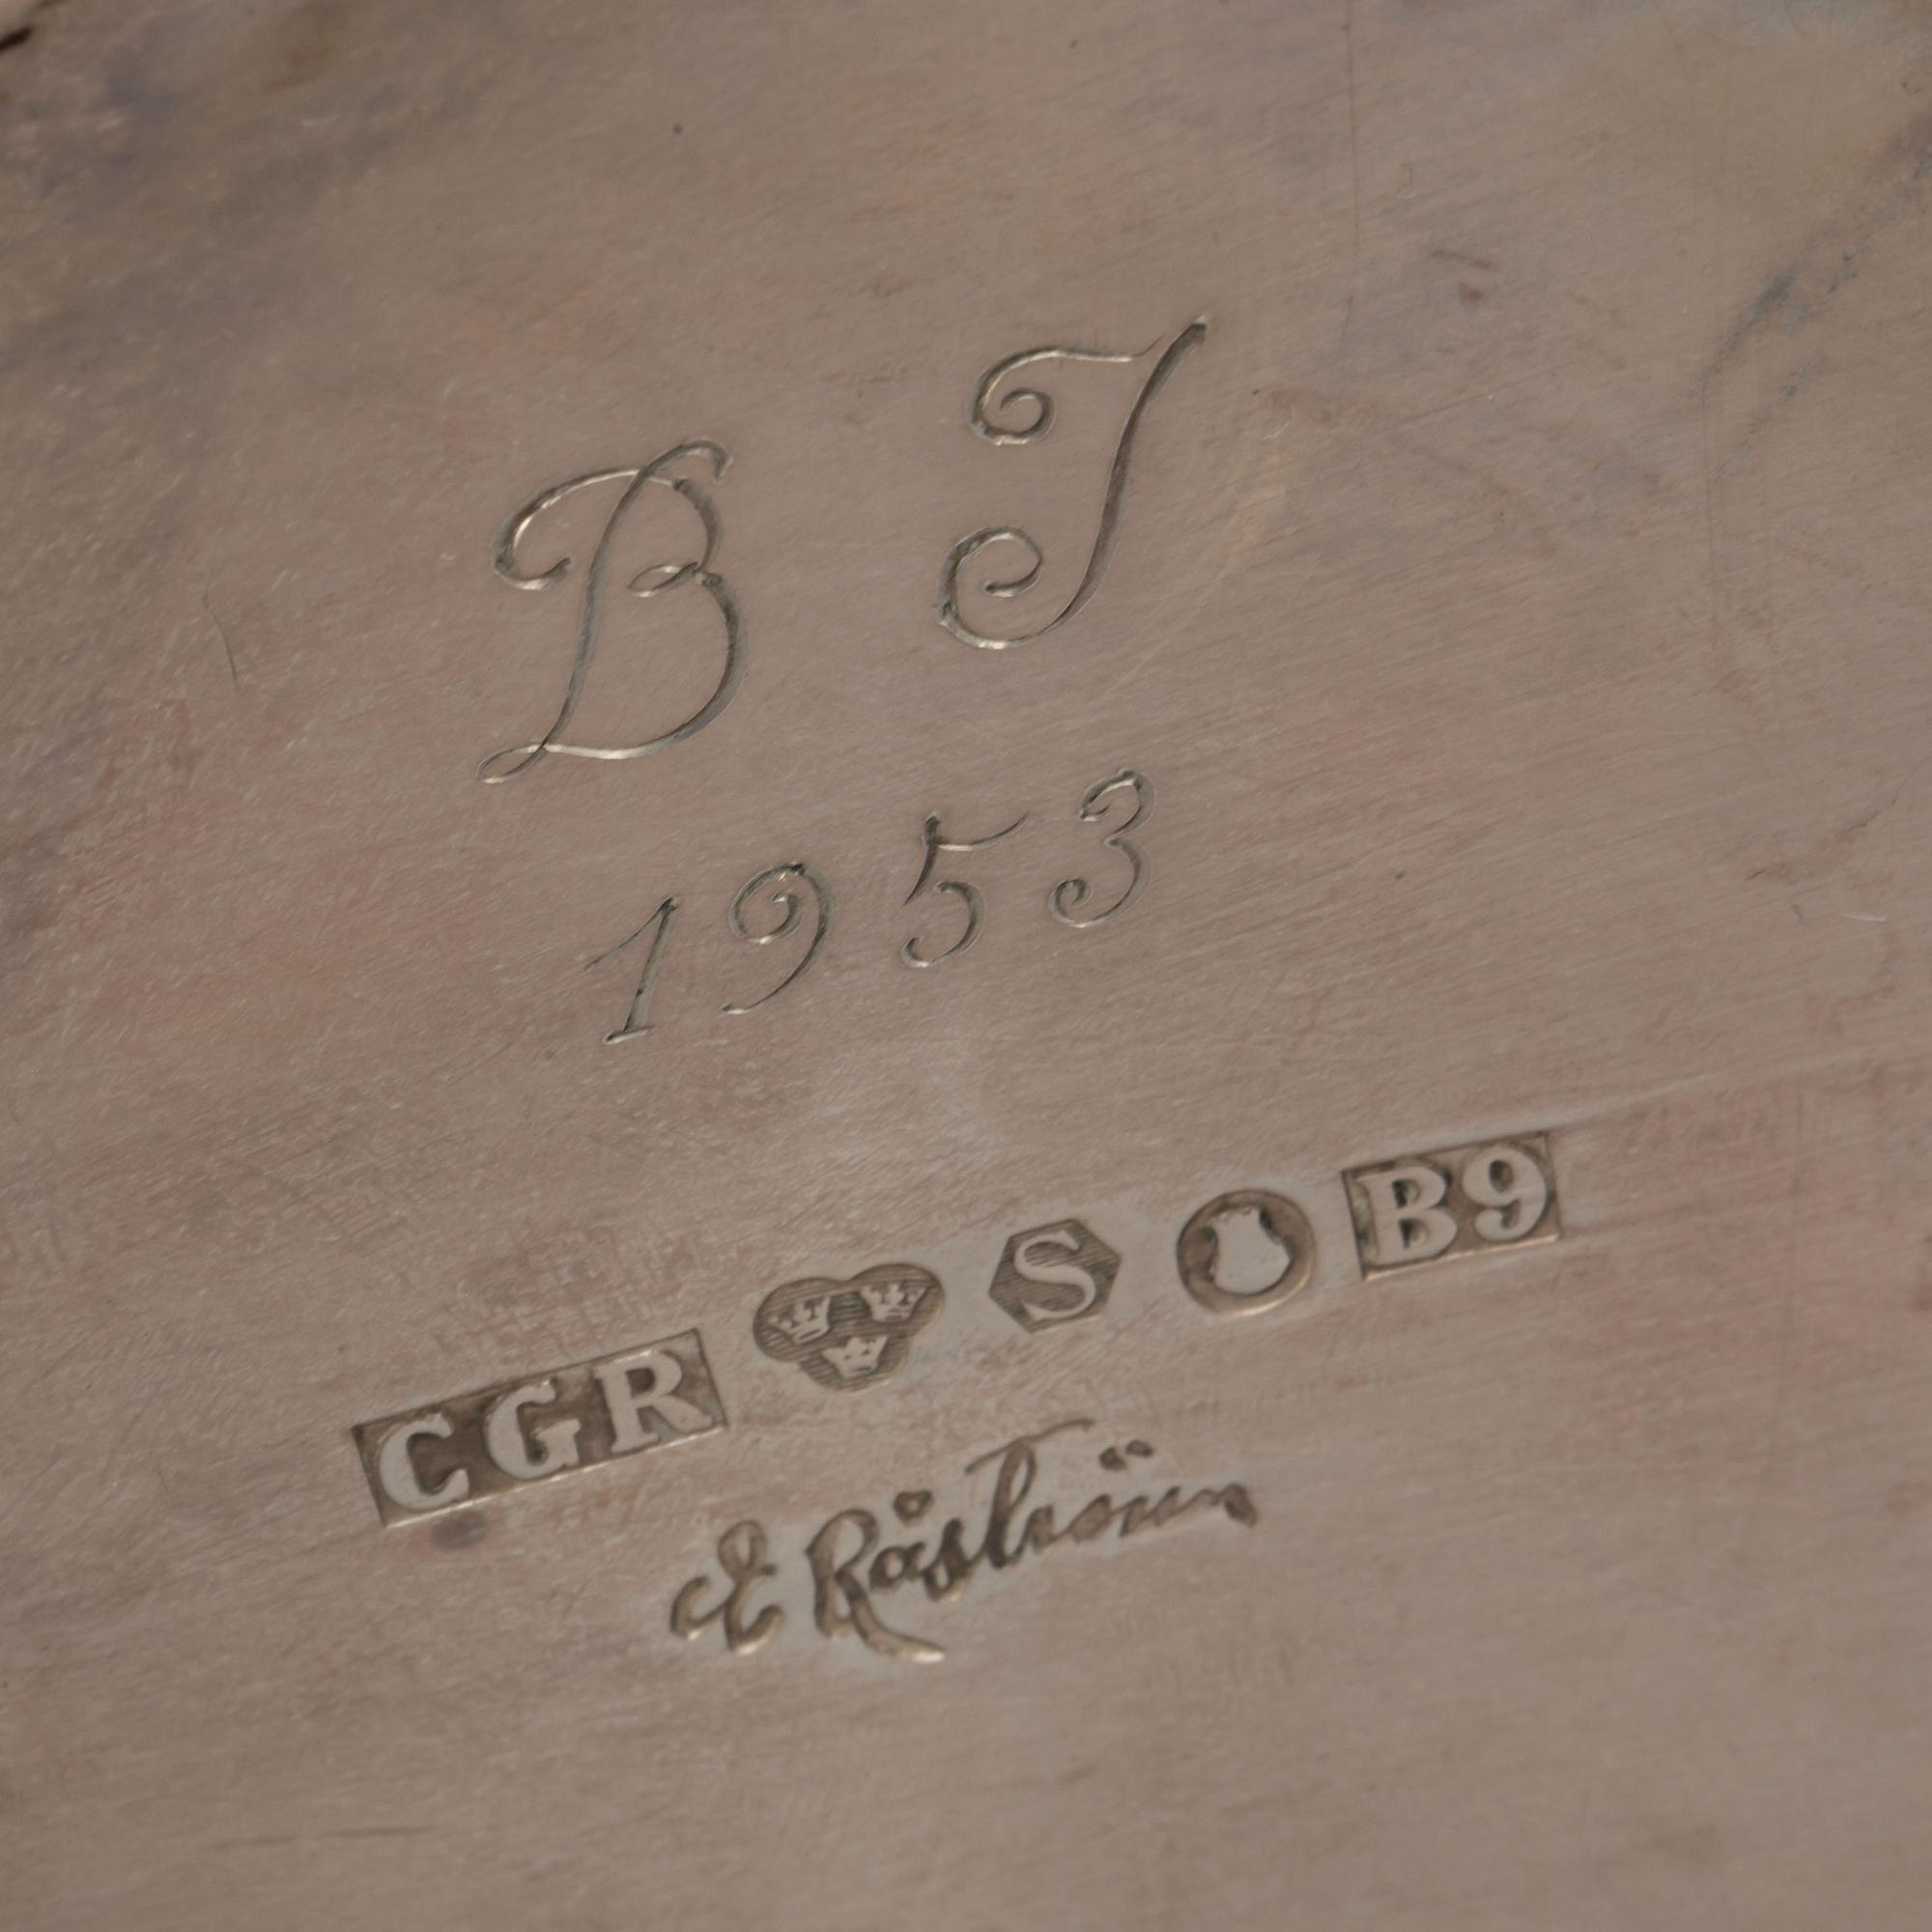 B J
1953
CGR S B9
E Råström